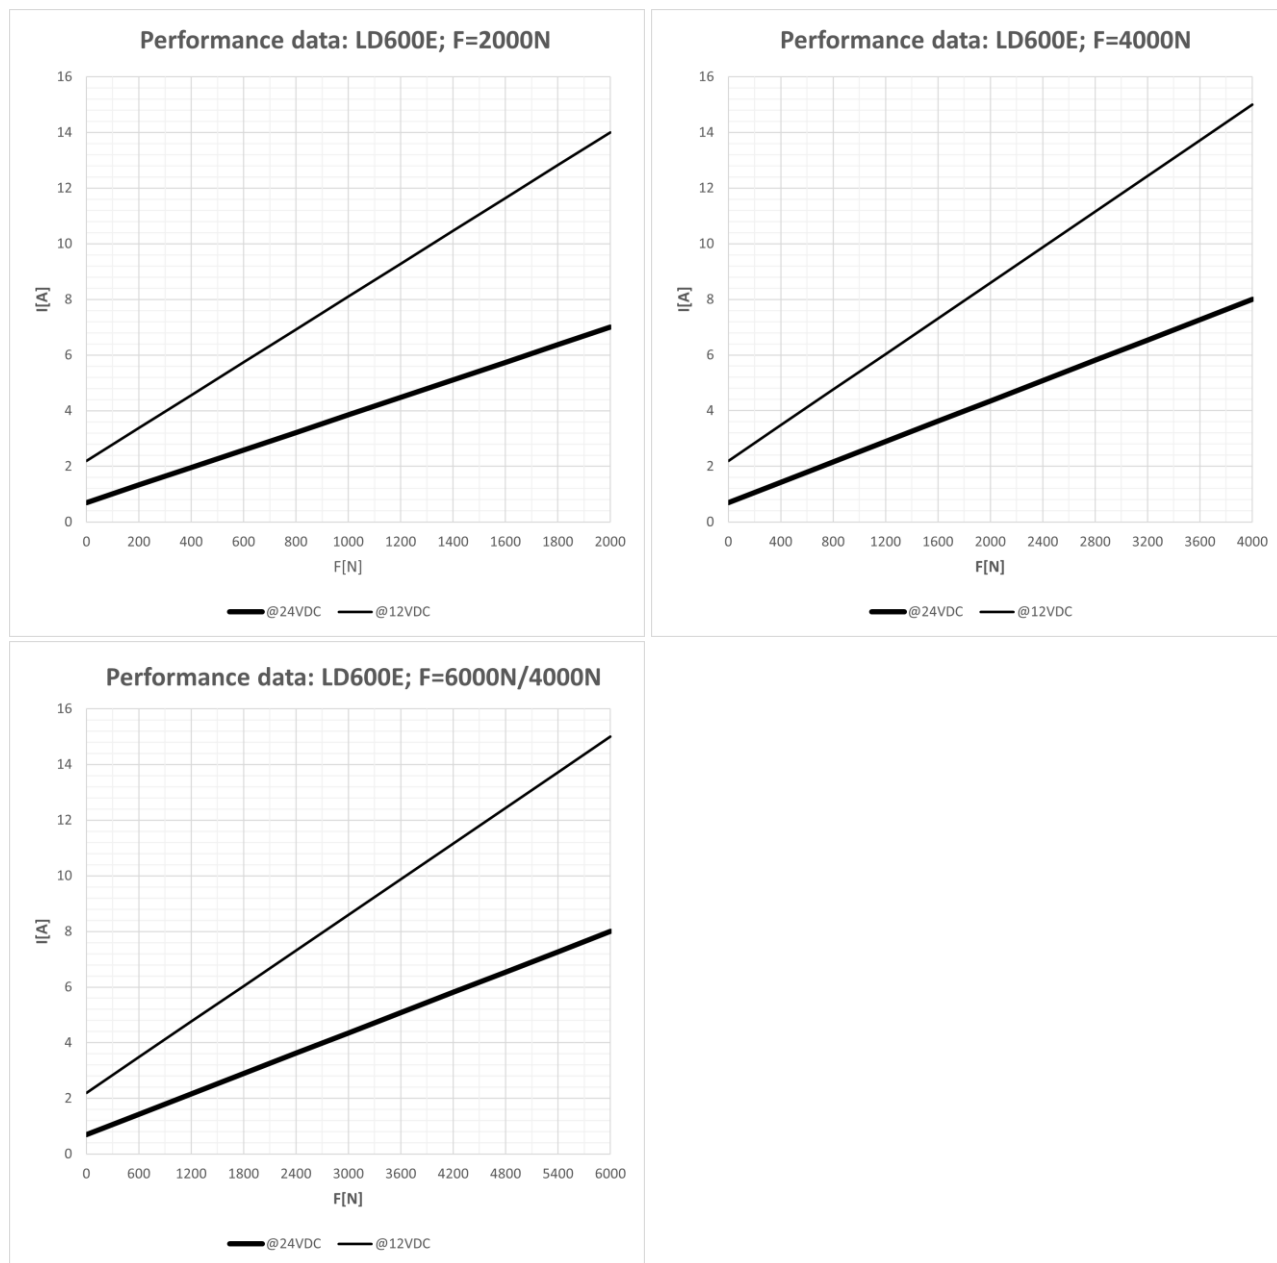 Performance data: LD600E; F=2000N
16
14
12
10
8
6
4
2
0
I[A]
0 200 400 600 800 1000 1200 1400 1600 1800 2000
F[N]
@24VDC @12VDC
Performance data: LD600E; F=4000N
16
14
12
10
8
6
4
2
0
I[A]
0 400 800 1200 1600 2000 2400 2800 3200 3600 4000
F[N]
@24VDC @12VDC
Performance data: LD600E; F=6000N/4000N
16
14
12
10
8
6
4
2
0
I[A]
0 600 1200 1800 2400 3000 3600 4200 4800 5400 6000
F[N]
@24VDC @12VDC